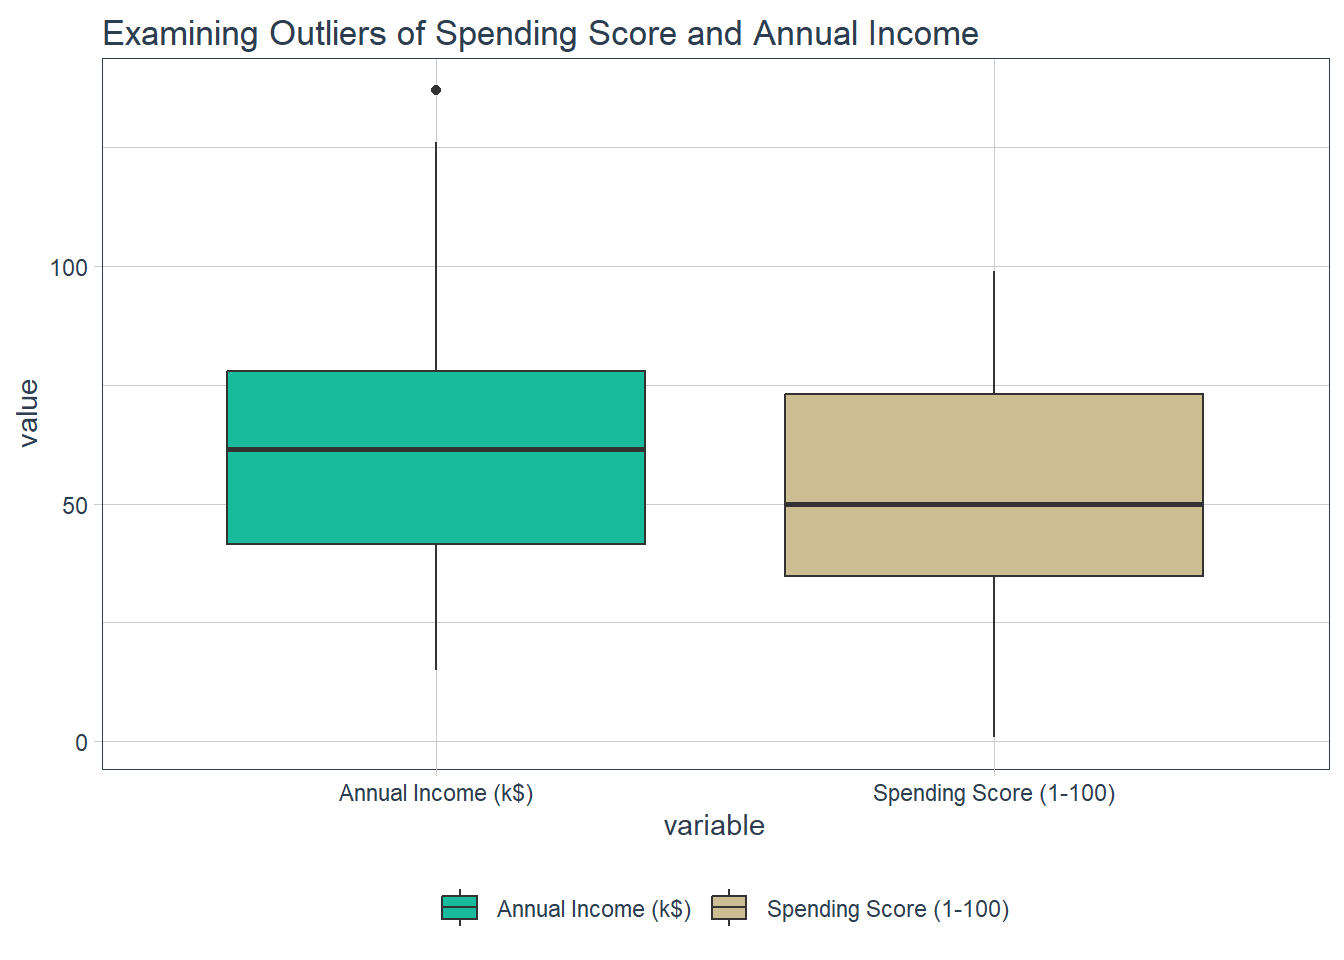 Examining Outliers of Spending Score and Annual Income
value
100
50
0
Annual Income (k$)
Spending Score (1-100)
variable
Annual Income (k$)
Spending Score (1-100)